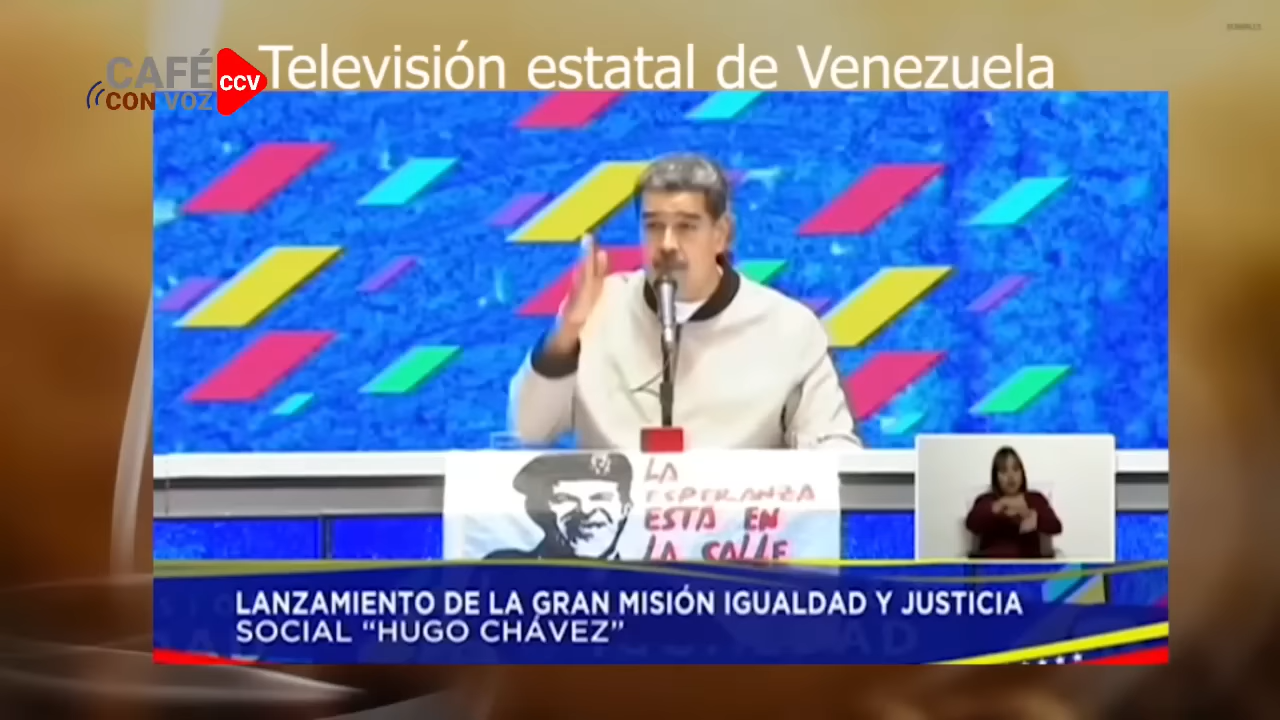 Televisión estatal de Venezuela
CAFÉ
CON VOZ
CCV
LA
ESPERANZA
ESTA EN
LA CALLE
LANZAMIENTO DE LA GRAN MISIÓN IGUALDAD Y JUSTICIA
SOCIAL “HUGO CHÁVEZ”